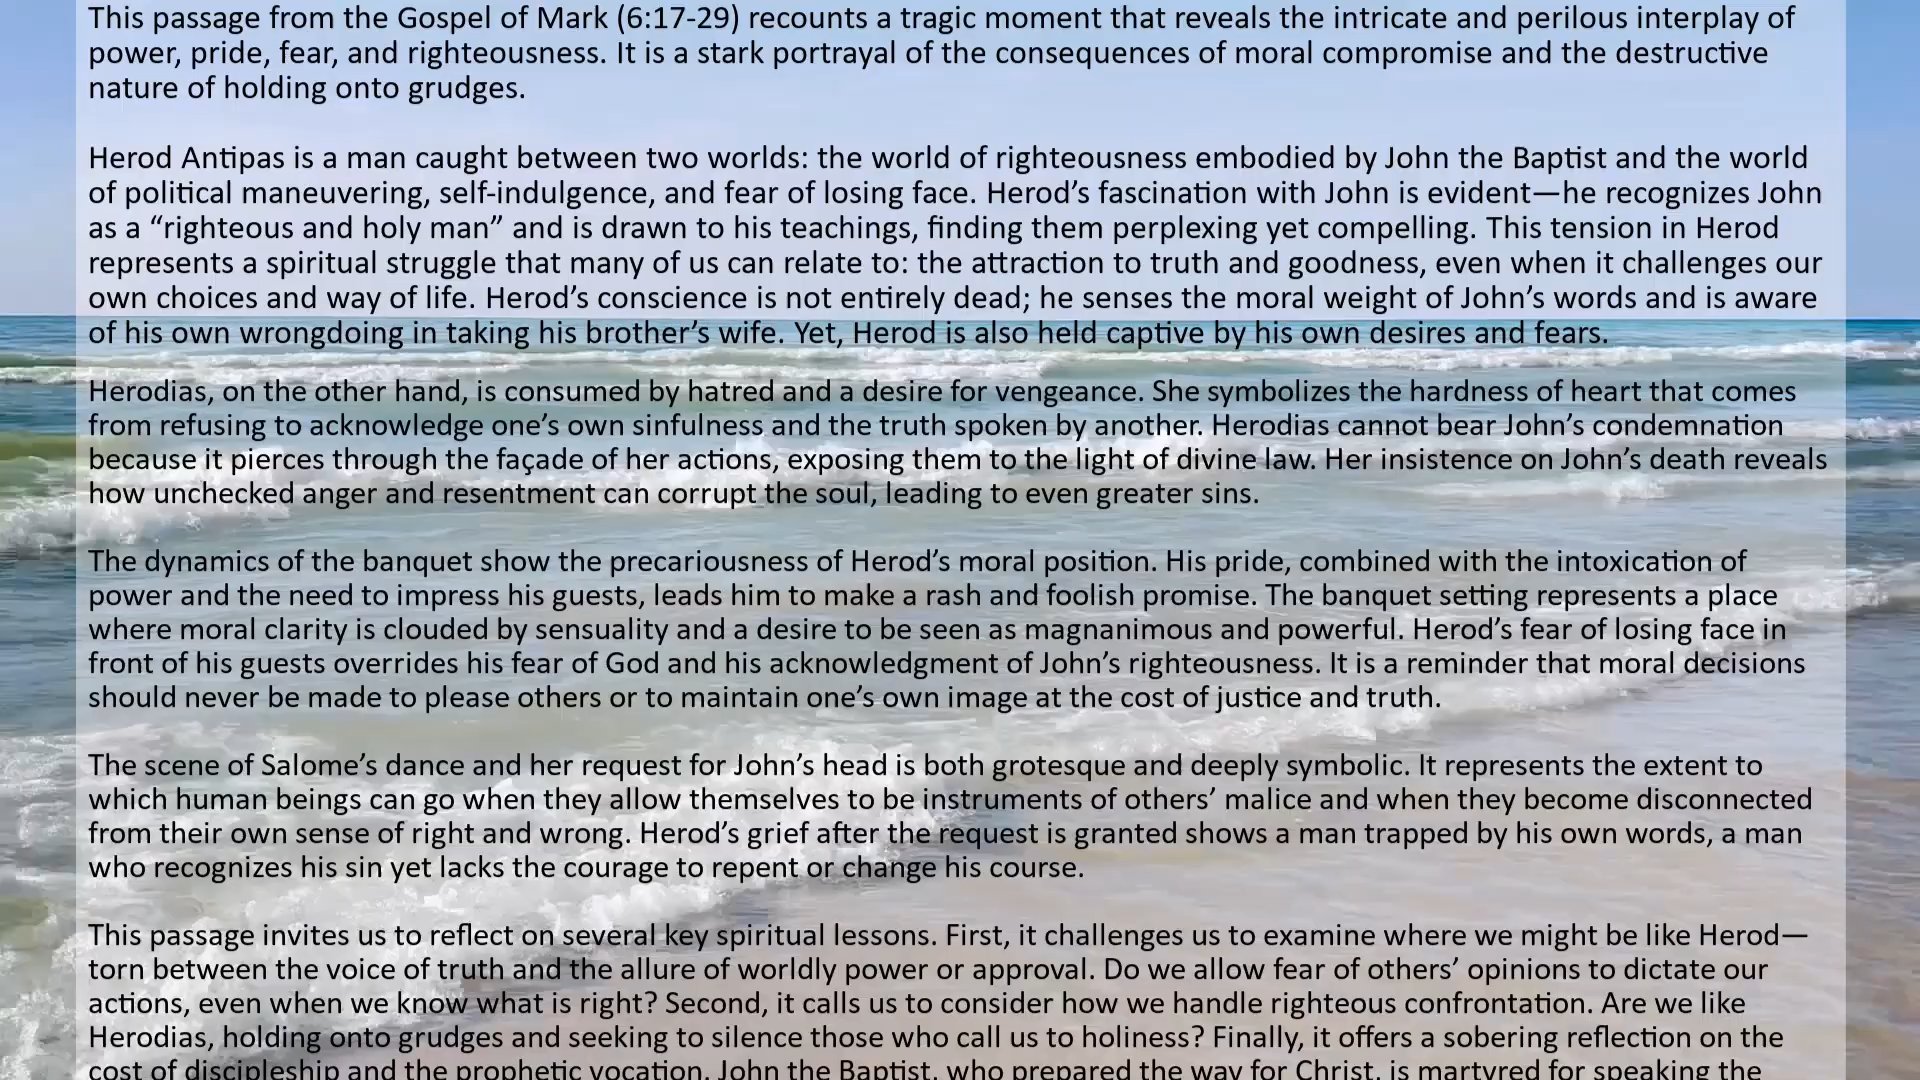 This passage from the Gospel of Mark (6:17-29) recounts a tragic moment that reveals the intricate and perilous interplay of
power, pride, fear, and righteousness. It is a stark portrayal of the consequences of moral compromise and the destructive
nature of holding onto grudges.
Herod Antipas is a man caught between two worlds: the world of righteousness embodied by John the Baptist and the world
of political maneuvering, self-indulgence, and fear of losing face. Herod’s fascination with John is evident—he recognizes John
as a “righteous and holy man” and is drawn to his teachings, finding them perplexing yet compelling. This tension in Herod
represents a spiritual struggle that many of us can relate to: the attraction to truth and goodness, even when it challenges our
own choices and way of life. Herod’s conscience is not entirely dead; he senses the moral weight of John’s words and is aware
of his own wrongdoing in taking his brother’s wife. Yet, Herod is also held captive by his own desires and fears.
Herodias, on the other hand, is consumed by hatred and a desire for vengeance. She symbolizes the hardness of heart that comes
from refusing to acknowledge one’s own sinfulness and the truth spoken by another. Herodias cannot bear John’s condemnation
because it pierces through the façade of her actions, exposing them to the light of divine law. Her insistence on John’s death reveals
how unchecked anger and resentment can corrupt the soul, leading to even greater sins.
The dynamics of the banquet show the precariousness of Herod’s moral position. His pride, combined with the intoxication of
power and the need to impress his guests, leads him to make a rash and foolish promise. The banquet setting represents a place
where moral clarity is clouded by sensuality and a desire to be seen as magnanimous and powerful. Herod’s fear of losing face in
front of his guests overrides his fear of God and his acknowledgment of John’s righteousness. It is a reminder that moral decisions
should never be made to please others or to maintain one’s own image at the cost of justice and truth.
The scene of Salome’s dance and her request for John’s head is both grotesque and deeply symbolic. It represents the extent to
which human beings can go when they allow themselves to be instruments of others’ malice and when they become disconnected
from their own sense of right and wrong. Herod’s grief after the request is granted shows a man trapped by his own words, a man
who recognizes his sin yet lacks the courage to repent or change his course.
This passage invites us to reflect on several key spiritual lessons. First, it challenges us to examine where we might be like Herod—
torn between the voice of truth and the allure of worldly power or approval. Do we allow fear of others’ opinions to dictate our
actions, even when we know what is right? Second, it calls us to consider how we handle righteous confrontation. Are we like
Herodias, holding onto grudges and seeking to silence those who call us to holiness? Finally, it offers a sobering reflection on the
cost of discipleship and the prophetic vocation. John the Baptist, who prepared the way for Christ, is martyred for speaking the